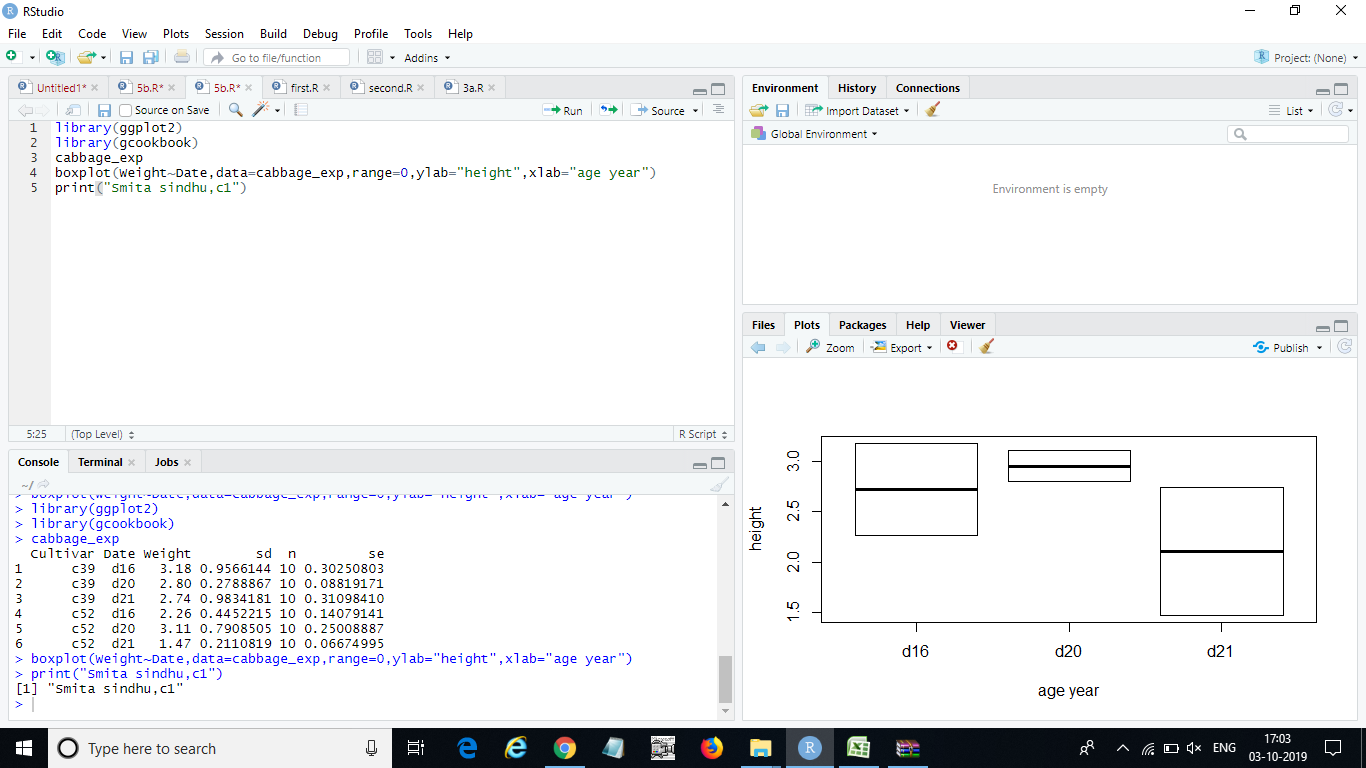 RStudio
File Edit Code View Plots Session Build Debug Profile Tools Help
Go to file/function Addins Project: (None)
Untitled1* 5b.R* 5b.R* first.R second.R 3a.R
Source on Save Run Source
1 library(ggplot2)
2 library(gcookbook)
3 cabbage_exp
4 boxplot(Weight~Date,data=cabbage_exp,range=0,ylab="height",xlab="age year")
5 print("Smita sindhu,c1")
5:25 (Top Level) R Script
Console Terminal Jobs
~/
> boxplot(Weight~Date,data=cabbage_exp,range=0,ylab="height",xlab="age year")
> library(ggplot2)
> library(gcookbook)
> cabbage_exp
Cultivar Date Weight sd n se
1 c39 d16 3.18 0.9566144 10 0.30250803
2 c39 d20 2.80 0.2788867 10 0.08819171
3 c39 d21 2.74 0.9834181 10 0.31098410
4 c52 d16 2.26 0.4452215 10 0.14079141
5 c52 d20 3.11 0.7908505 10 0.25008887
6 c52 d21 1.47 0.2110819 10 0.06674995
> boxplot(Weight~Date,data=cabbage_exp,range=0,ylab="height",xlab="age year")
> print("Smita sindhu,c1")
[1] "Smita sindhu,c1"
>
Environment History Connections
Import Dataset List
Global Environment
Environment is empty
Files Plots Packages Help Viewer
Zoom Export Publish
height
3.0
2.5
2.0
1.5
d16 d20 d21
age year
Type here to search
ENG
17:03
03-10-2019